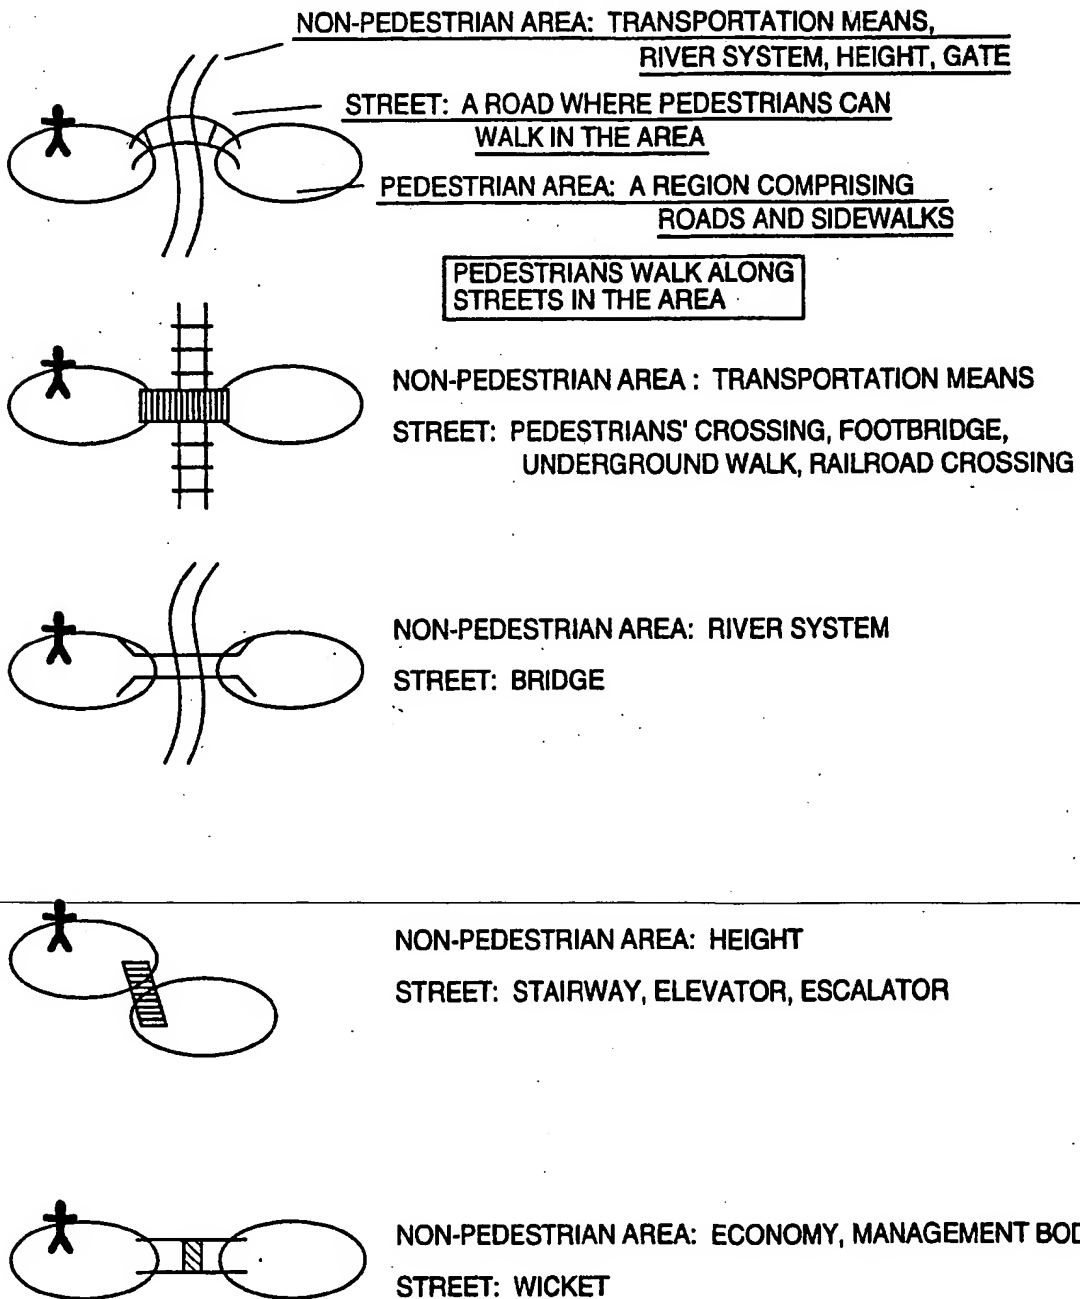 NON-PEDESTRIAN AREA: TRANSPORTATION MEANS,
RIVER SYSTEM, HEIGHT, GATE
STREET: A ROAD WHERE PEDESTRIANS CAN
WALK IN THE AREA
PEDESTRIAN AREA: A REGION COMPRISING
ROADS AND SIDEWALKS
PEDESTRIANS WALK ALONG
STREETS IN THE AREA
NON-PEDESTRIAN AREA : TRANSPORTATION MEANS
STREET: PEDESTRIANS' CROSSING, FOOTBRIDGE,
UNDERGROUND WALK, RAILROAD CROSSING
NON-PEDESTRIAN AREA: RIVER SYSTEM
STREET: BRIDGE
NON-PEDESTRIAN AREA: HEIGHT
STREET: STAIRWAY, ELEVATOR, ESCALATOR
NON-PEDESTRIAN AREA: ECONOMY, MANAGEMENT
STREET: WICKET